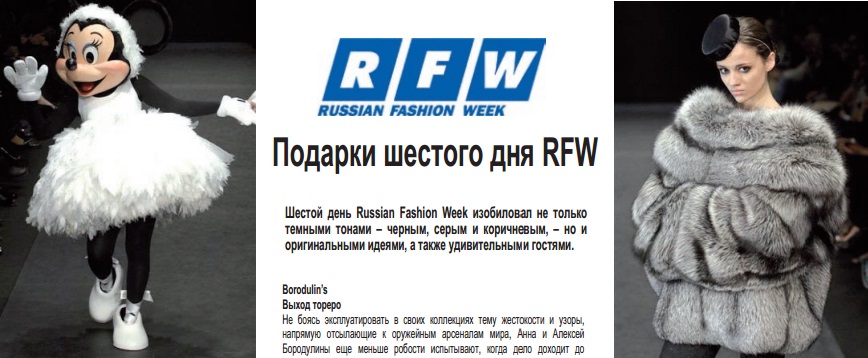 RFW
RUSSIAN FASHION WEEK
Подарки шестого дня RFW
Шестой день Russian Fashion Week изобиловал не только
темными тонами – черным, серым и коричневым, – но и
оригинальными идеями, а также удивительными гостями.
Borodulin's
Выход тореро
Не боясь эксплуатировать в своих коллекциях тему жестокости и узоры,
напрямую отсылающие к оружейным арсеналам мира, Анна и Алексей
Бородулины еще меньше робости испытывают, когда дело доходит до